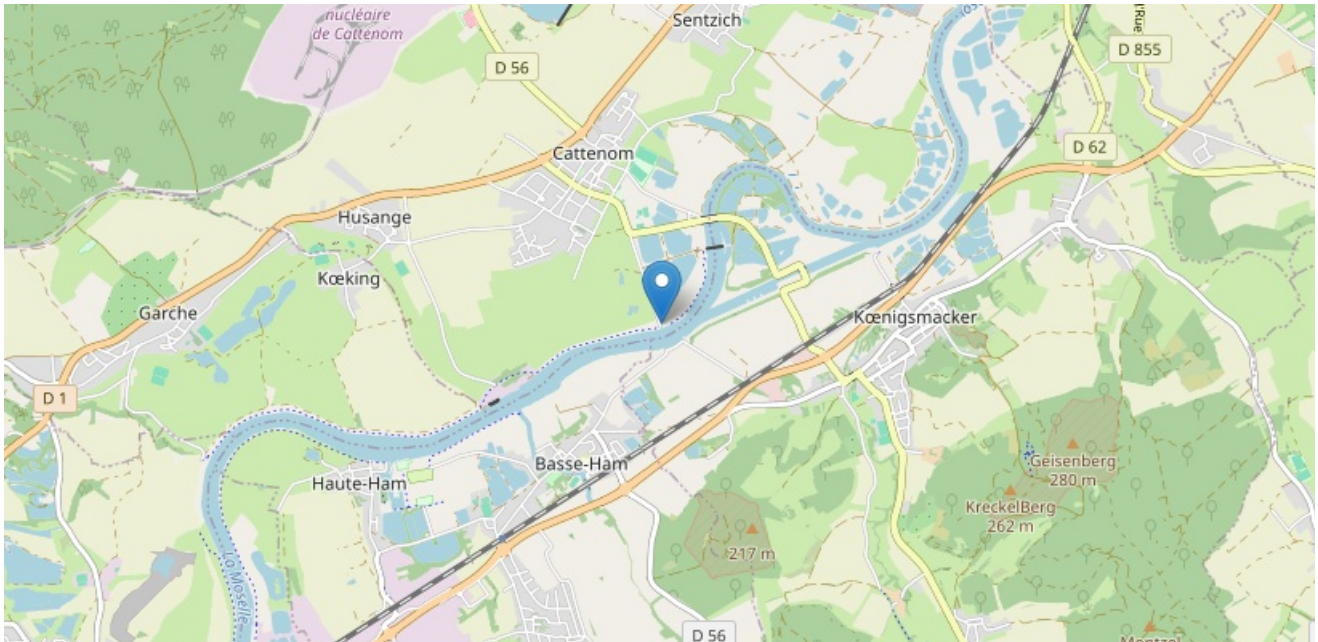 nucléaire
de Cattenom
Sentzich
D 56
D 855
D 62
Cattenom
Husange
Kœking
Garche
Kœnigsmacker
D 1
Basse-Ham
Haute-Ham
Geisenberg
280 m
KreckelBerg
262 m
217 m
La Moselle
D 56